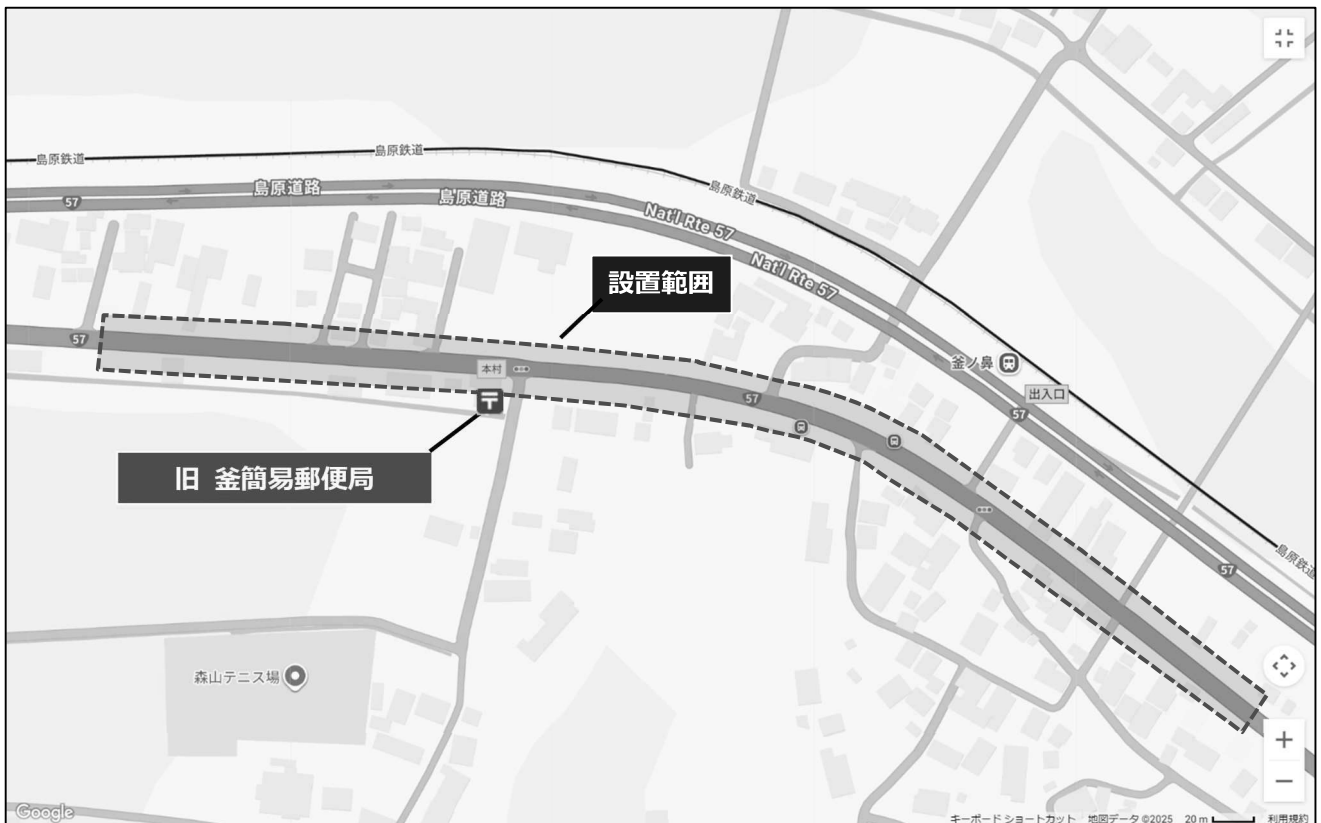 島原鉄道
島原鉄道
島原鉄道
57
島原道路
島原道路
Nat'l Rte 57
Nat'l Rte 57
設置範囲
57
本村
57
釜ノ鼻
出入口
57
旧 釜簡易郵便局
島原鉄道
57
森山テニス場
+
−
Google
キーボード ショートカット 地図データ ©2025 20 m 利用規約